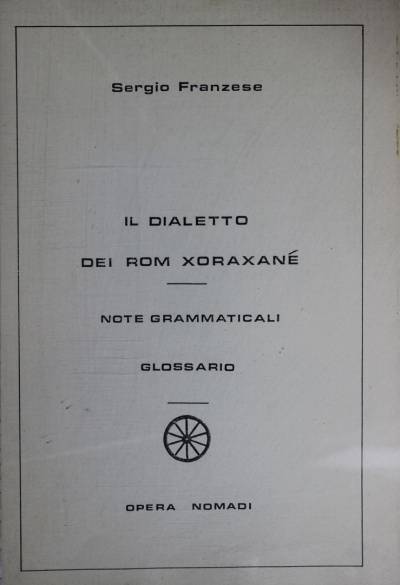 Sergio Franzese
IL DIALETTO
DEI ROM XORAXANÉ
NOTE GRAMMATICALI
GLOSSARIO
OPERA NOMADI